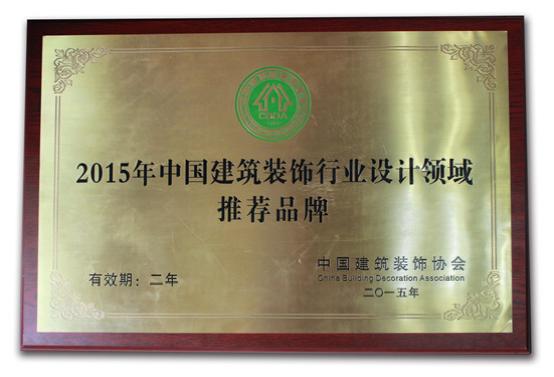 CBDA
2015年中国建筑装饰行业设计领域
推荐品牌
中国建筑装饰协会
China Building Decoration Association
有效期：二年
二〇一五年